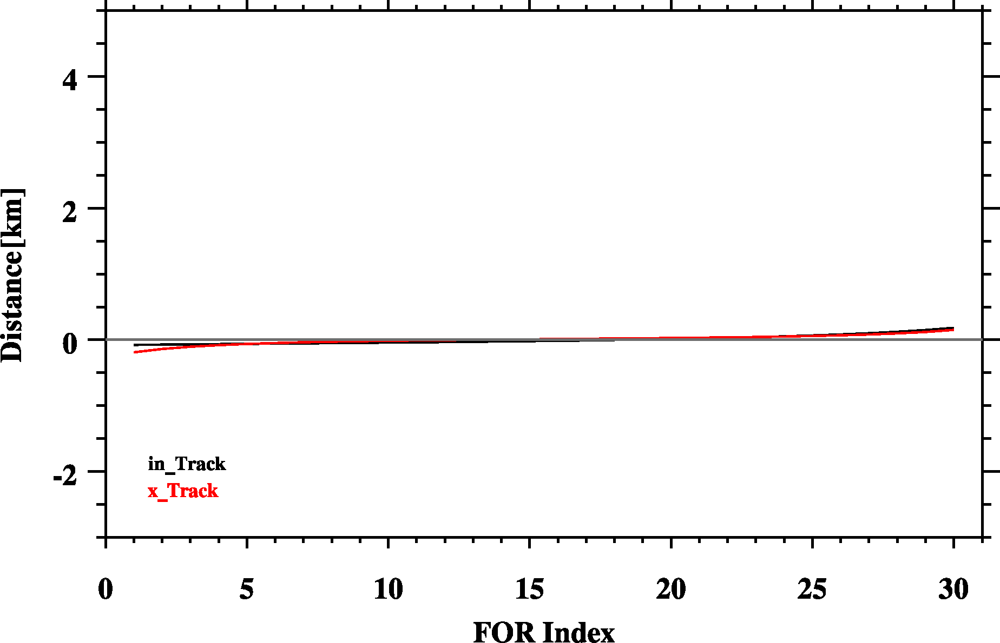 4
2
0
-2
Distance[km]
in_Track
x_Track
0 5 10 15 20 25 30
FOR Index